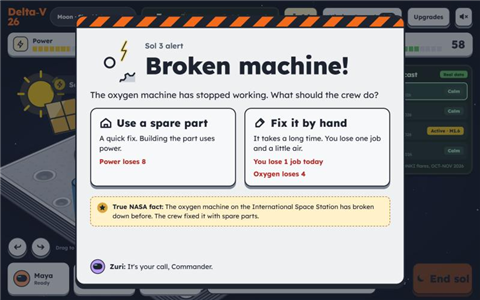 Delta-V
26
Moon
Upgrades
Power
58
Sol 3 alert
Broken machine!
The oxygen machine has stopped working. What should the crew do?
Use a spare part
A quick fix. Building the part uses
power.
Power loses 8
Fix it by hand
It takes a long time. You lose one job
and a little air.
You lose 1 job today
Oxygen loses 4
True NASA fact: The oxygen machine on the International Space Station has broken
down before. The crew fixed it with spare parts.
Zuri: It's your call, Commander.
cast
Calm
Calm
Active · M1.4
Calm
Drag to
Maya
Ready
End sol